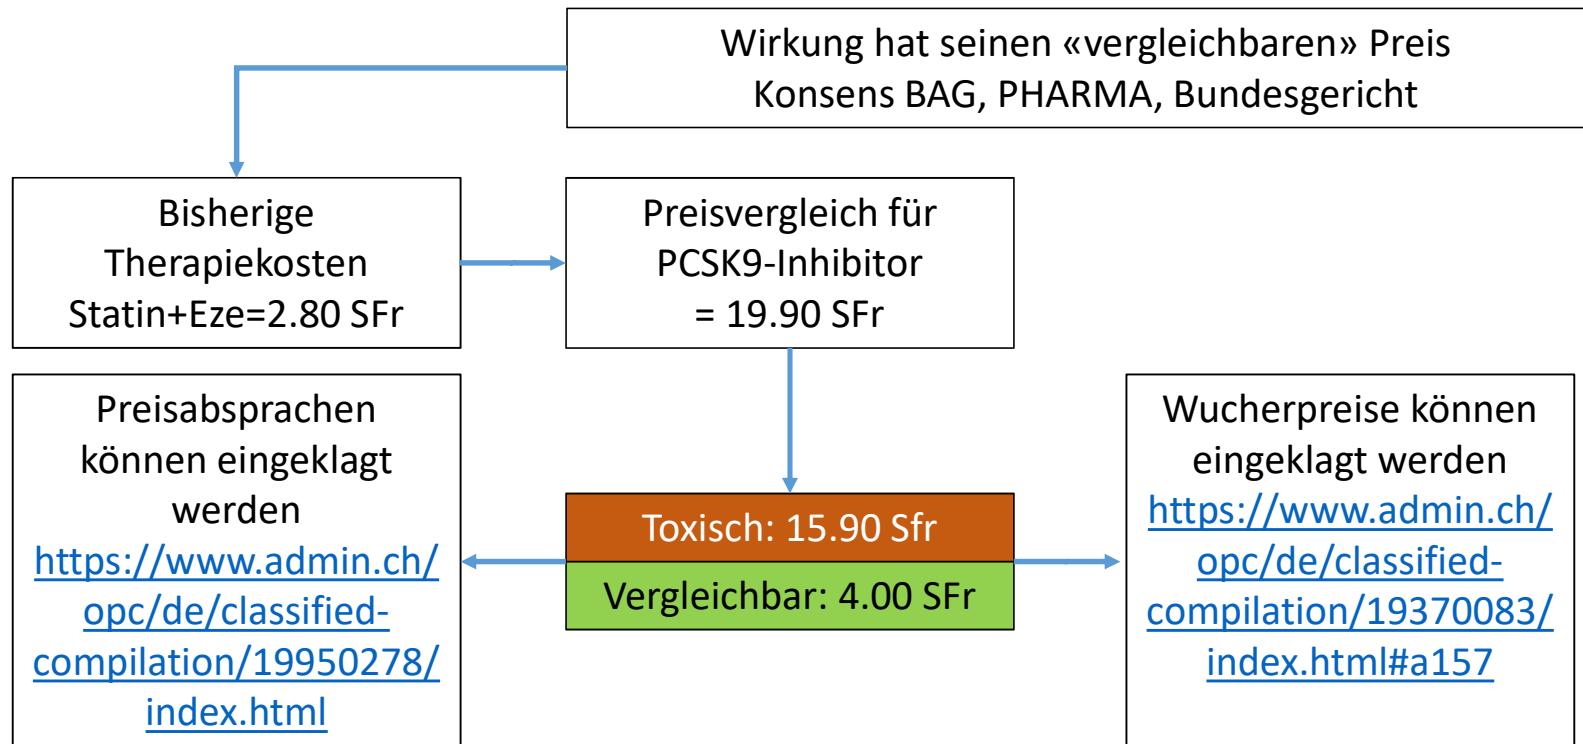 Wirkung hat seinen «vergleichbaren» Preis
Konsens BAG, PHARMA, Bundesgericht
Bisherige
Therapiekosten
Statin+Eze=2.80 SFr
Preisvergleich für
PCSK9-Inhibitor
= 19.90 SFr
Preisabsprachen
können eingeklagt
werden
https://www.admin.ch/
opc/de/classified-
compilation/19950278/
index.html
Toxisch: 15.90 Sfr
Vergleichbar: 4.00 SFr
Wucherpreise können
eingeklagt werden
https://www.admin.ch/
opc/de/classified-
compilation/19370083/
index.html#a157